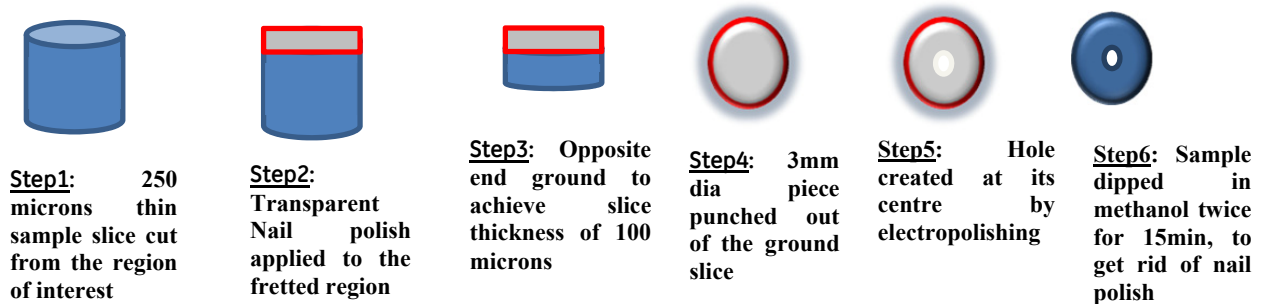 Step1: 250
microns thin
sample slice cut
from the region
of interest
Step2:
Transparent
Nail polish
applied to the
fretted region
Step3: Opposite
end ground to
achieve slice
thickness of 100
microns
Step4: 3mm
dia piece
punched out
of the ground
slice
Step5: Hole
created at its
centre by
electropolishing
Step6: Sample
dipped in
methanol twice
for 15min, to
get rid of nail
polish